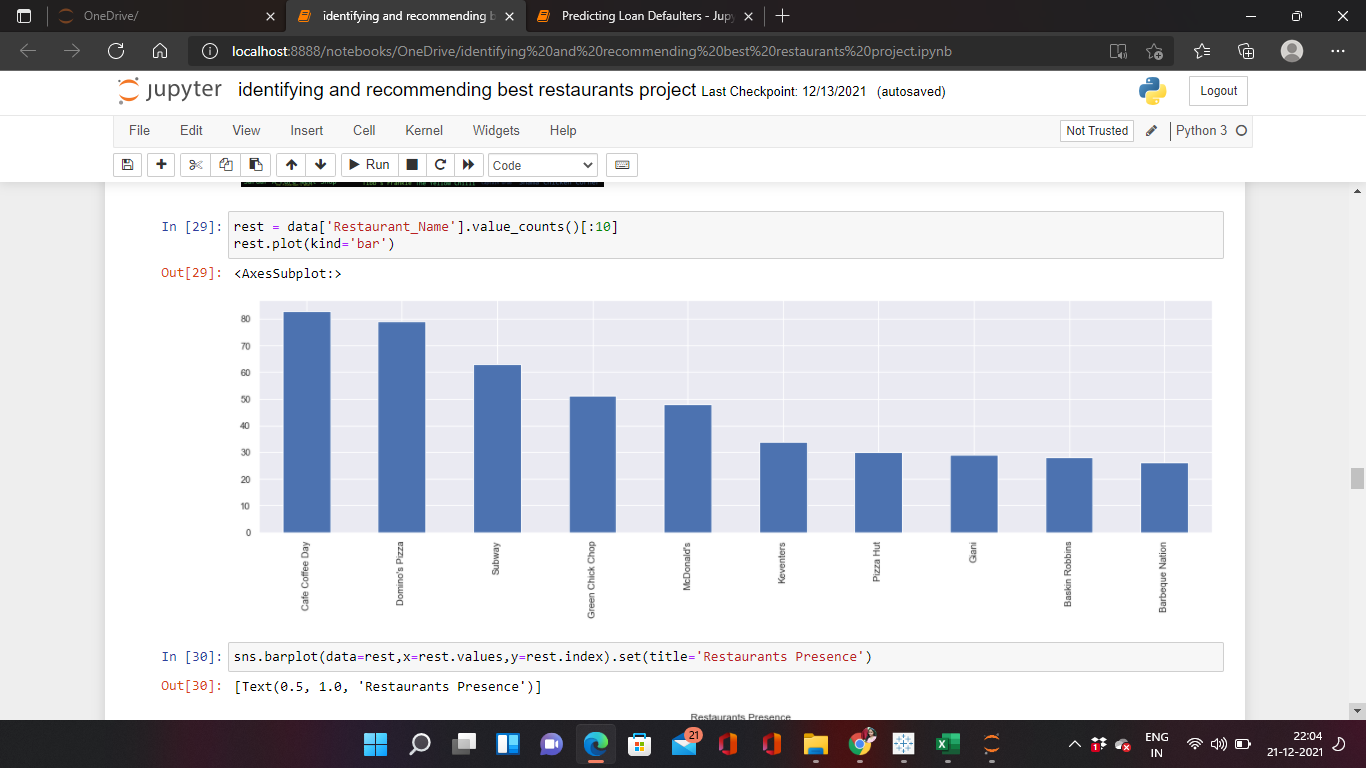 OneDrive/
identifying and recommending b
Predicting Loan Defaulters - Jup
localhost:8888/notebooks/OneDrive/identifying%20and%20recommending%20best%20restaurants%20project.ipynb
jupyter identifying and recommending best restaurants project Last Checkpoint: 12/13/2021 (autosaved) Logout
File Edit View Insert Cell Kernel Widgets Help Not Trusted Python 3
Run Code
In [29]: rest = data['Restaurant_Name'].value_counts()[:10]
rest.plot(kind='bar')
Out[29]: <AxesSubplot:>
80
70
60
50
40
30
20
10
0
Cafe Coffee Day
Domino's Pizza
Subway
Green Chick Chop
McDonald's
Keventers
Pizza Hut
Giani
Baskin Robbins
Barbeque Nation
In [30]: sns.barplot(data=rest,x=rest.values,y=rest.index).set(title='Restaurants Presence')
Out[30]: [Text(0.5, 1.0, 'Restaurants Presence')]
Restaurants Presence
21
1
ENG
IN
22:04
21-12-2021